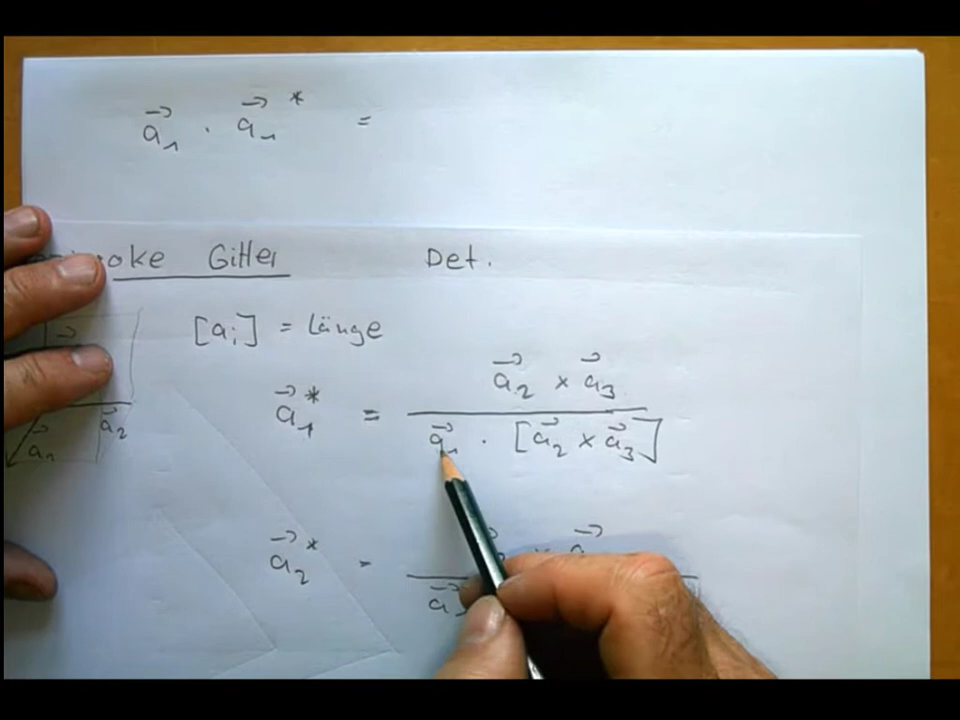 a⃗₁ · a⃗₁* =
Gitter Det.
[aᵢ] = Länge
a⃗₁* = (a⃗₂ × a⃗₃) / (a⃗₁ · [a⃗₂ × a⃗₃])
a⃗₁ a⃗₂
a⃗₂* =